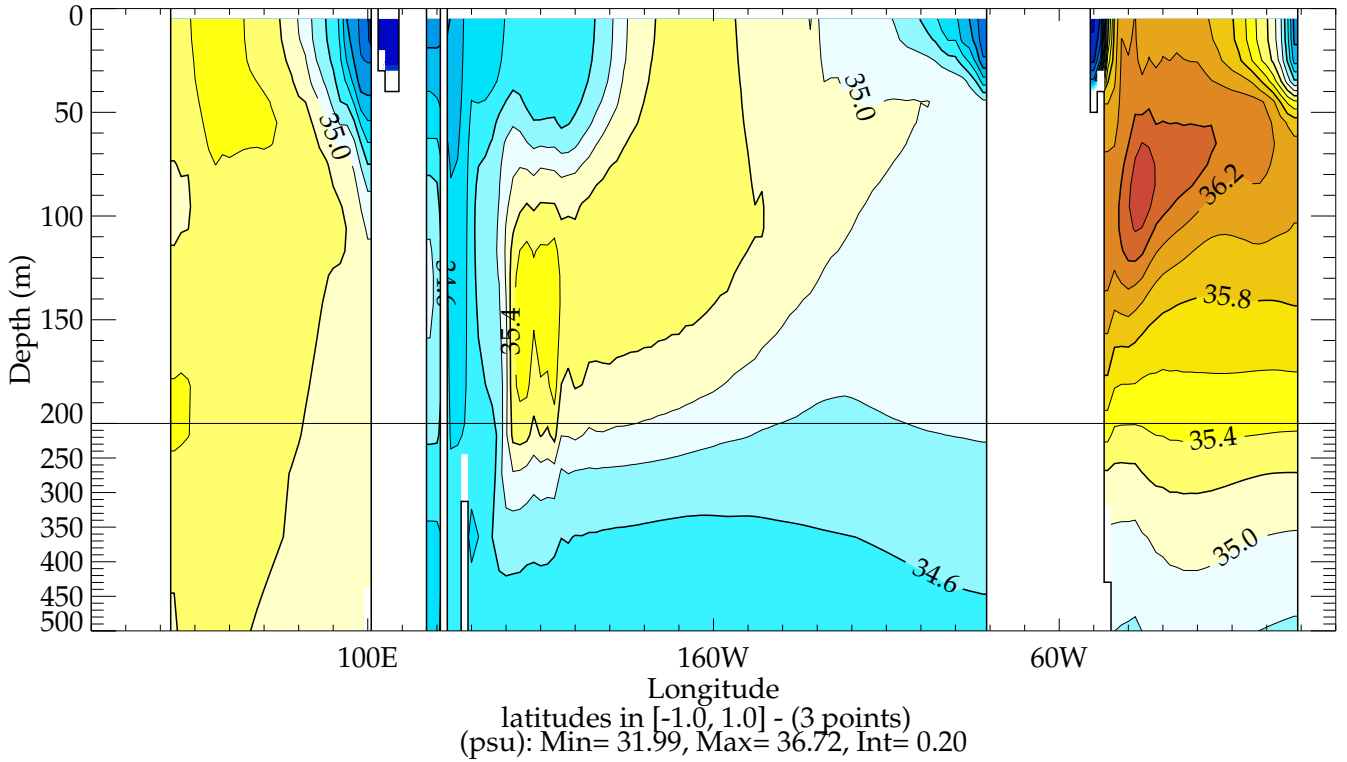 0
50
100
150
200
250
300
350
400
450
500
Depth (m)
35.0
34.6
35.4
35.0
34.6
36.2
35.8
35.4
35.0
100E
160W
60W
Longitude
latitudes in [-1.0, 1.0] - (3 points)
(psu): Min= 31.99, Max= 36.72, Int= 0.20